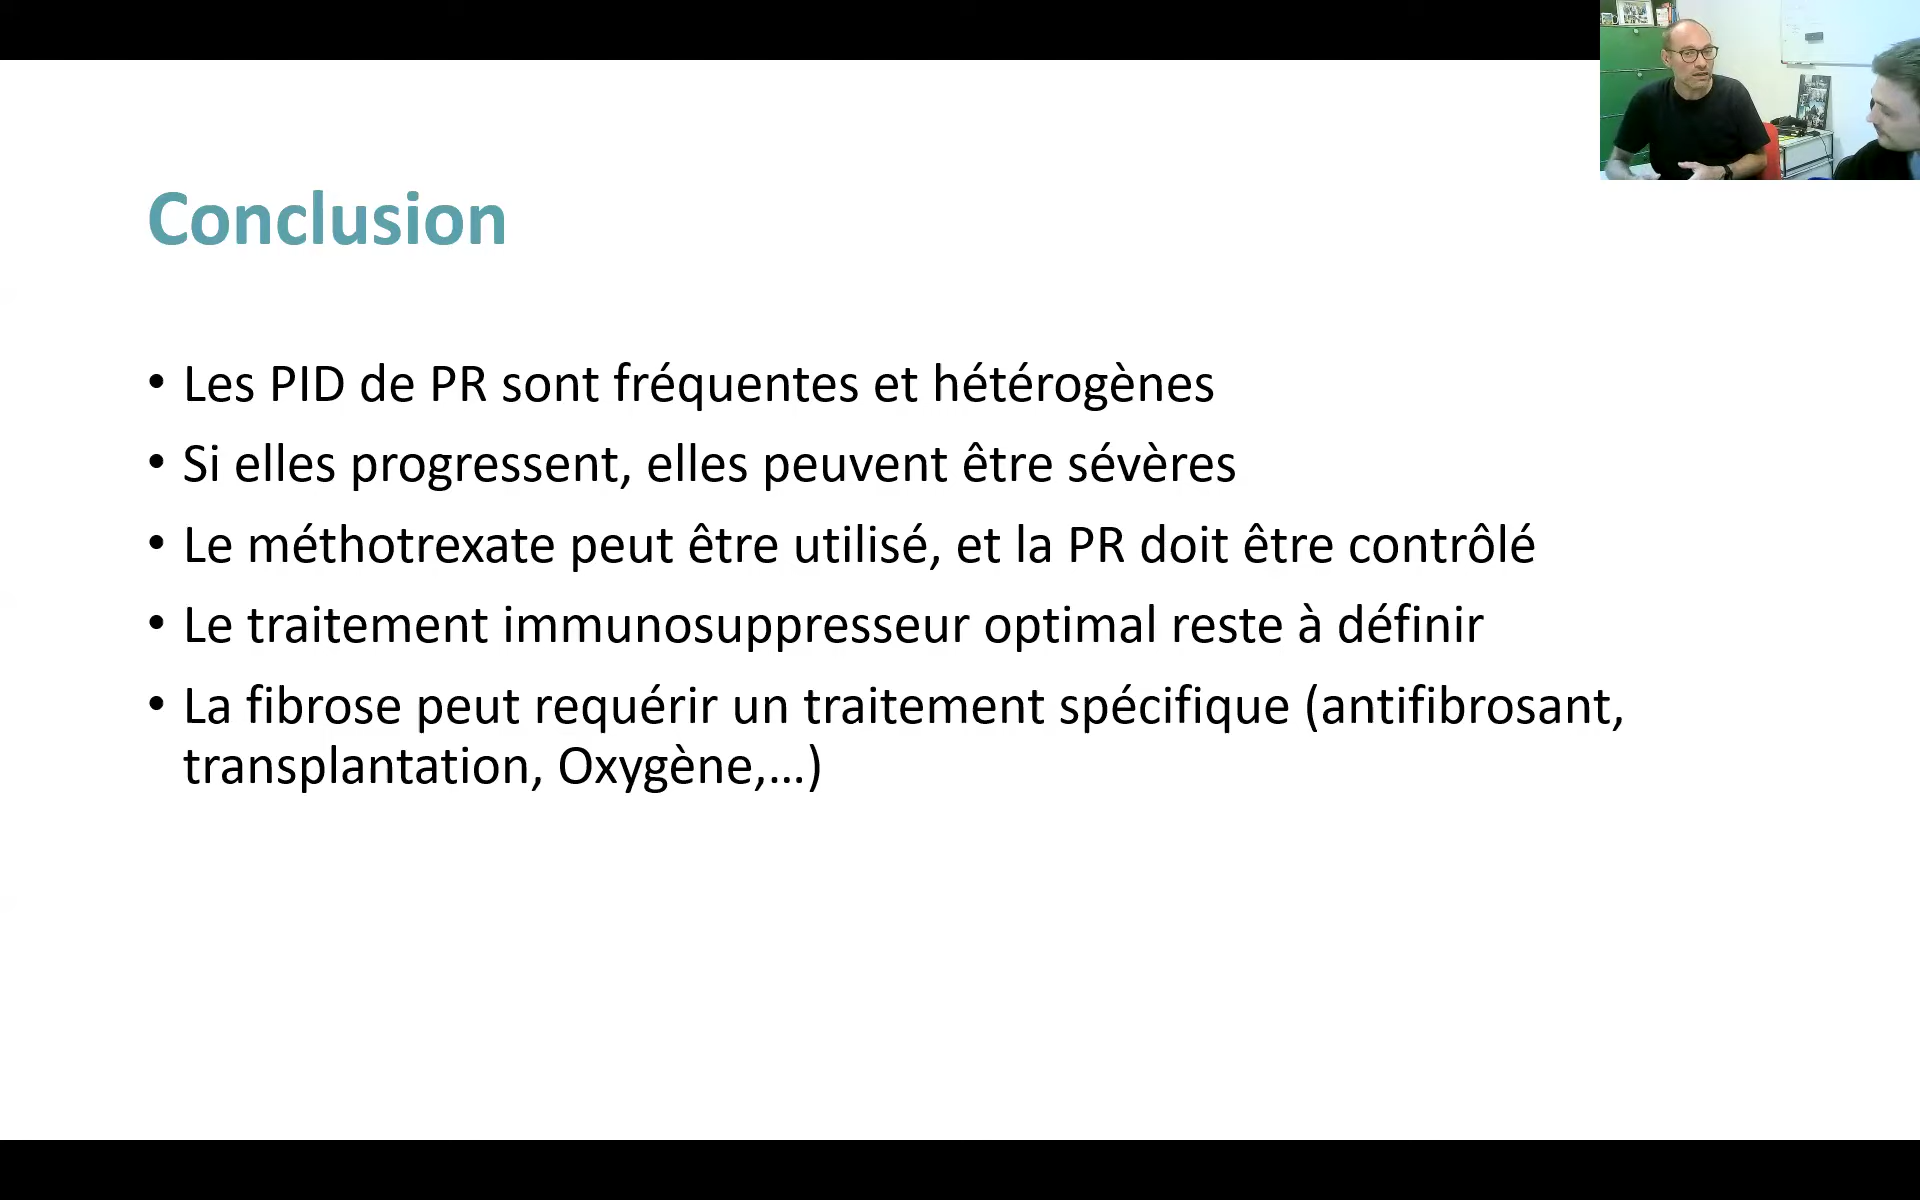 Conclusion
• Les PID de PR sont fréquentes et hétérogènes
• Si elles progressent, elles peuvent être sévères
• Le méthotrexate peut être utilisé, et la PR doit être contrôlé
• Le traitement immunosuppresseur optimal reste à définir
• La fibrose peut requérir un traitement spécifique (antifibrosant,
transplantation, Oxygène,...)